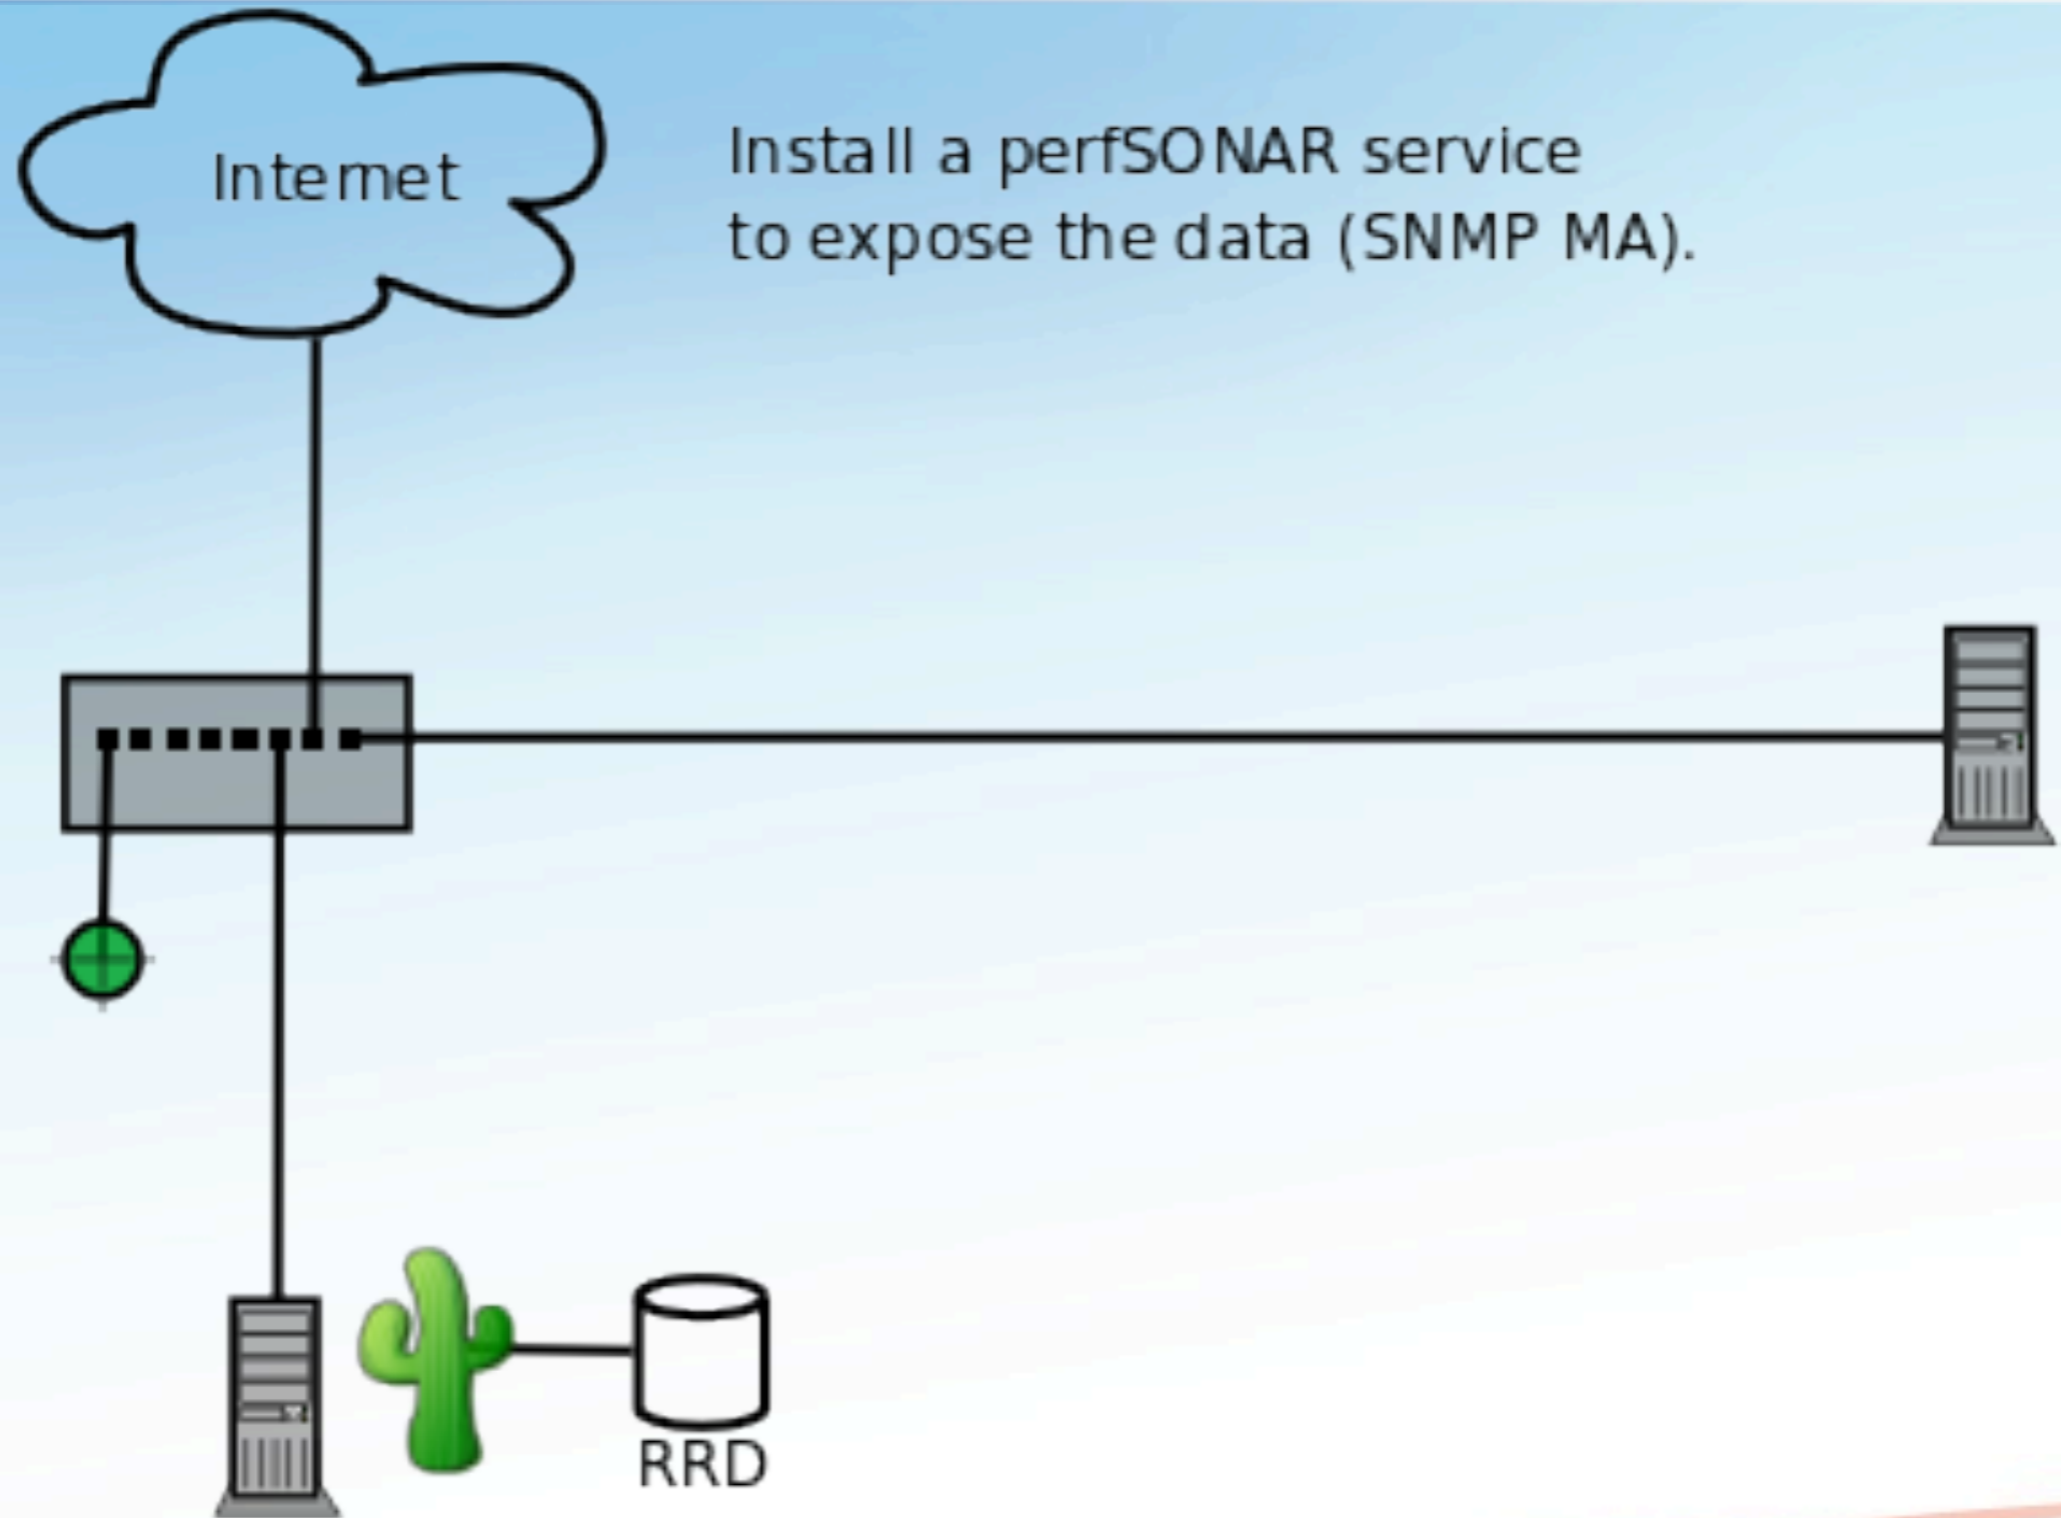 Internet
Install a perfSONAR service
to expose the data (SNMP MA).
RRD